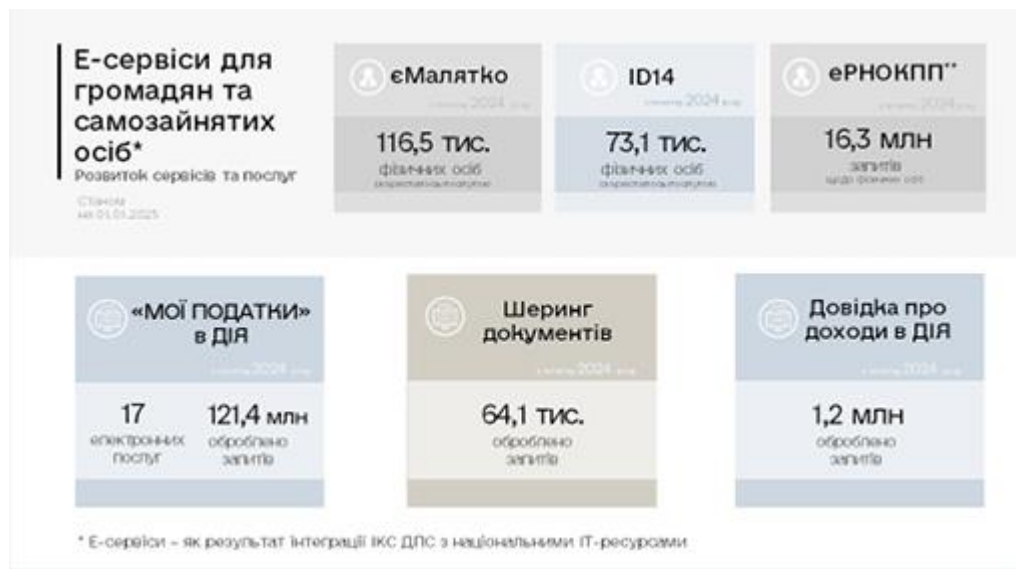 Е-сервіси для
громадян та
самозайнятих
осіб*
Розвиток сервісів та послуг
Станом
на 01.01.2025
єМалятко
2024
116,5 тис.
фізичних осіб
ID14
2024
73,1 тис.
фізичних осіб
еРНОКПП**
2024
16,3 млн
запитів
щодо фізичних осіб
«МОЇ ПОДАТКИ»
в ДІЯ
2024
17
електронних
послуг
121,4 млн
оброблено
запитів
Шеринг
документів
2024
64,1 тис.
оброблено
запитів
Довідка про
доходи в ДІЯ
2024
1,2 млн
оброблено
запитів
* Е-сервіси – як результат інтеграції ІКС ДПС з національними ІТ-ресурсами